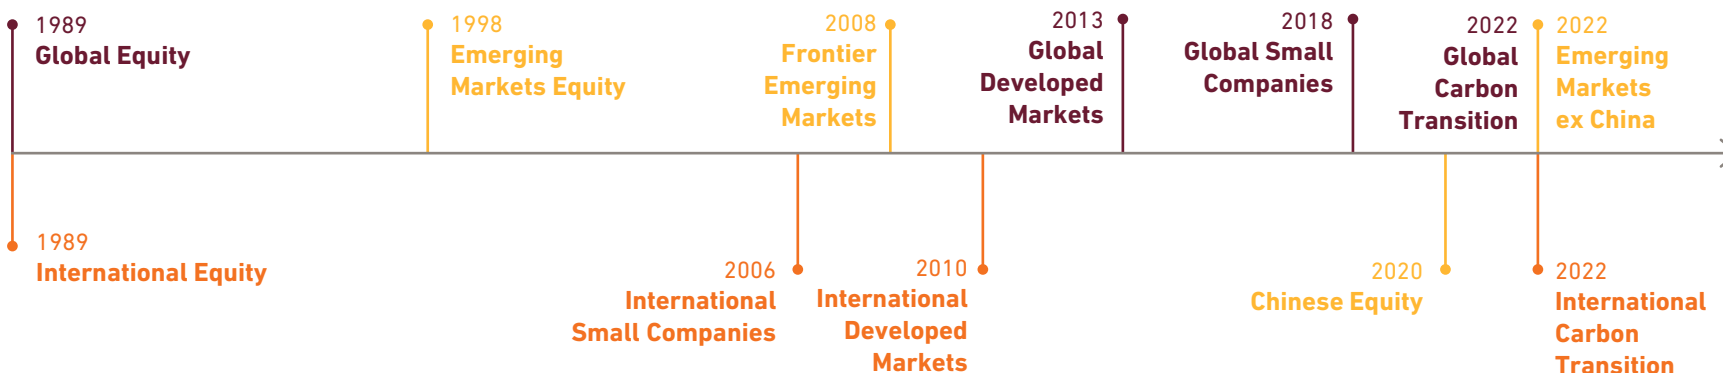 1989
Global Equity
1998
Emerging
Markets Equity
2008
Frontier
Emerging
Markets
2013
Global
Developed
Markets
2018
Global Small
Companies
2022
Global
Carbon
Transition
2022
Emerging
Markets
ex China
1989
International Equity
2006
International
Small Companies
2010
International
Developed
Markets
2020
Chinese Equity
2022
International
Carbon
Transition